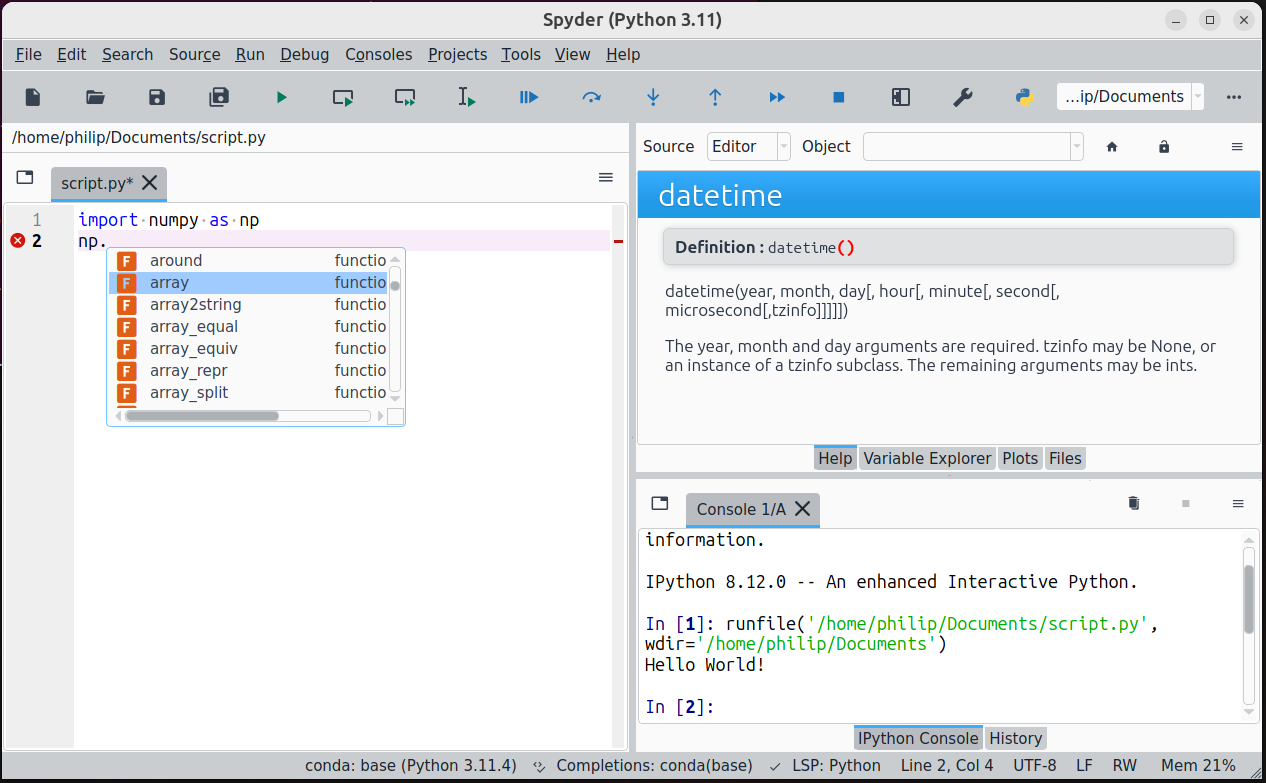 Spyder (Python 3.11)
File Edit Search Source Run Debug Consoles Projects Tools View Help
...ip/Documents
/home/philip/Documents/script.py
script.py*
1 import numpy as np
2 np.
F around functio
F array functio
F array2string functio
F array_equal functio
F array_equiv functio
F array_repr functio
F array_split functio
Source Editor Object
datetime
Definition : datetime()
datetime(year, month, day[, hour[, minute[, second[,
microsecond[,tzinfo]]]]])
The year, month and day arguments are required. tzinfo may be None, or
an instance of a tzinfo subclass. The remaining arguments may be ints.
Help Variable Explorer Plots Files
Console 1/A
information.
IPython 8.12.0 -- An enhanced Interactive Python.
In [1]: runfile('/home/philip/Documents/script.py',
wdir='/home/philip/Documents')
Hello World!
In [2]:
IPython Console History
conda: base (Python 3.11.4) Completions: conda(base) LSP: Python Line 2, Col 4 UTF-8 LF RW Mem 21%